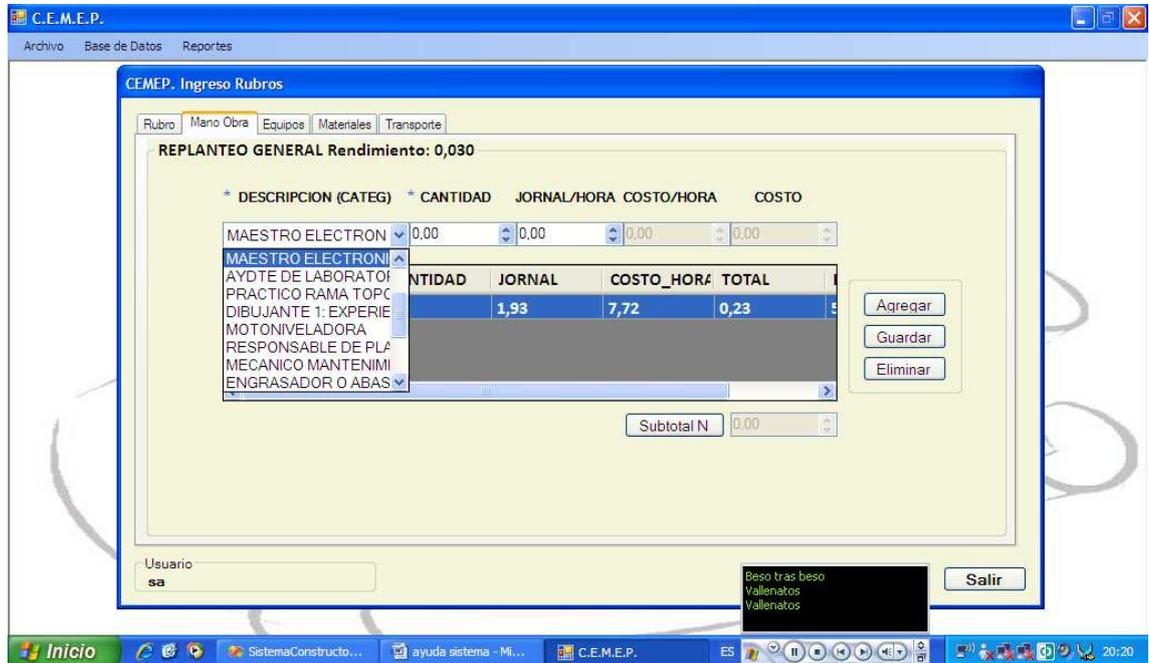 C.E.M.E.P.
Archivo Base de Datos Reportes
CEMEP. Ingreso Rubros
Rubro Mano Obra Equipos Materiales Transporte
REPLANTEO GENERAL Rendimiento: 0,030
* DESCRIPCION (CATEG) * CANTIDAD JORNAL/HORA COSTO/HORA COSTO
MAESTRO ELECTRON 0,00 0,00 0,00 0,00
MAESTRO ELECTRONI
AYDTE DE LABORATOR
PRACTICO RAMA TOPO
DIBUJANTE 1: EXPERIE
MOTONIVELADORA
RESPONSABLE DE PLA
MECANICO MANTENIMI
ENGRASADOR O ABAS
NTIDAD JORNAL COSTO_HORA TOTAL
1,93 7,72 0,23 5
Agregar
Guardar
Eliminar
Subtotal N 0,00
Usuario
sa
Beso tras beso
Vallenatos
Vallenatos
Salir
Inicio SistemaConstructo... ayuda sistema - Mi... C.E.M.E.P. ES 20:20